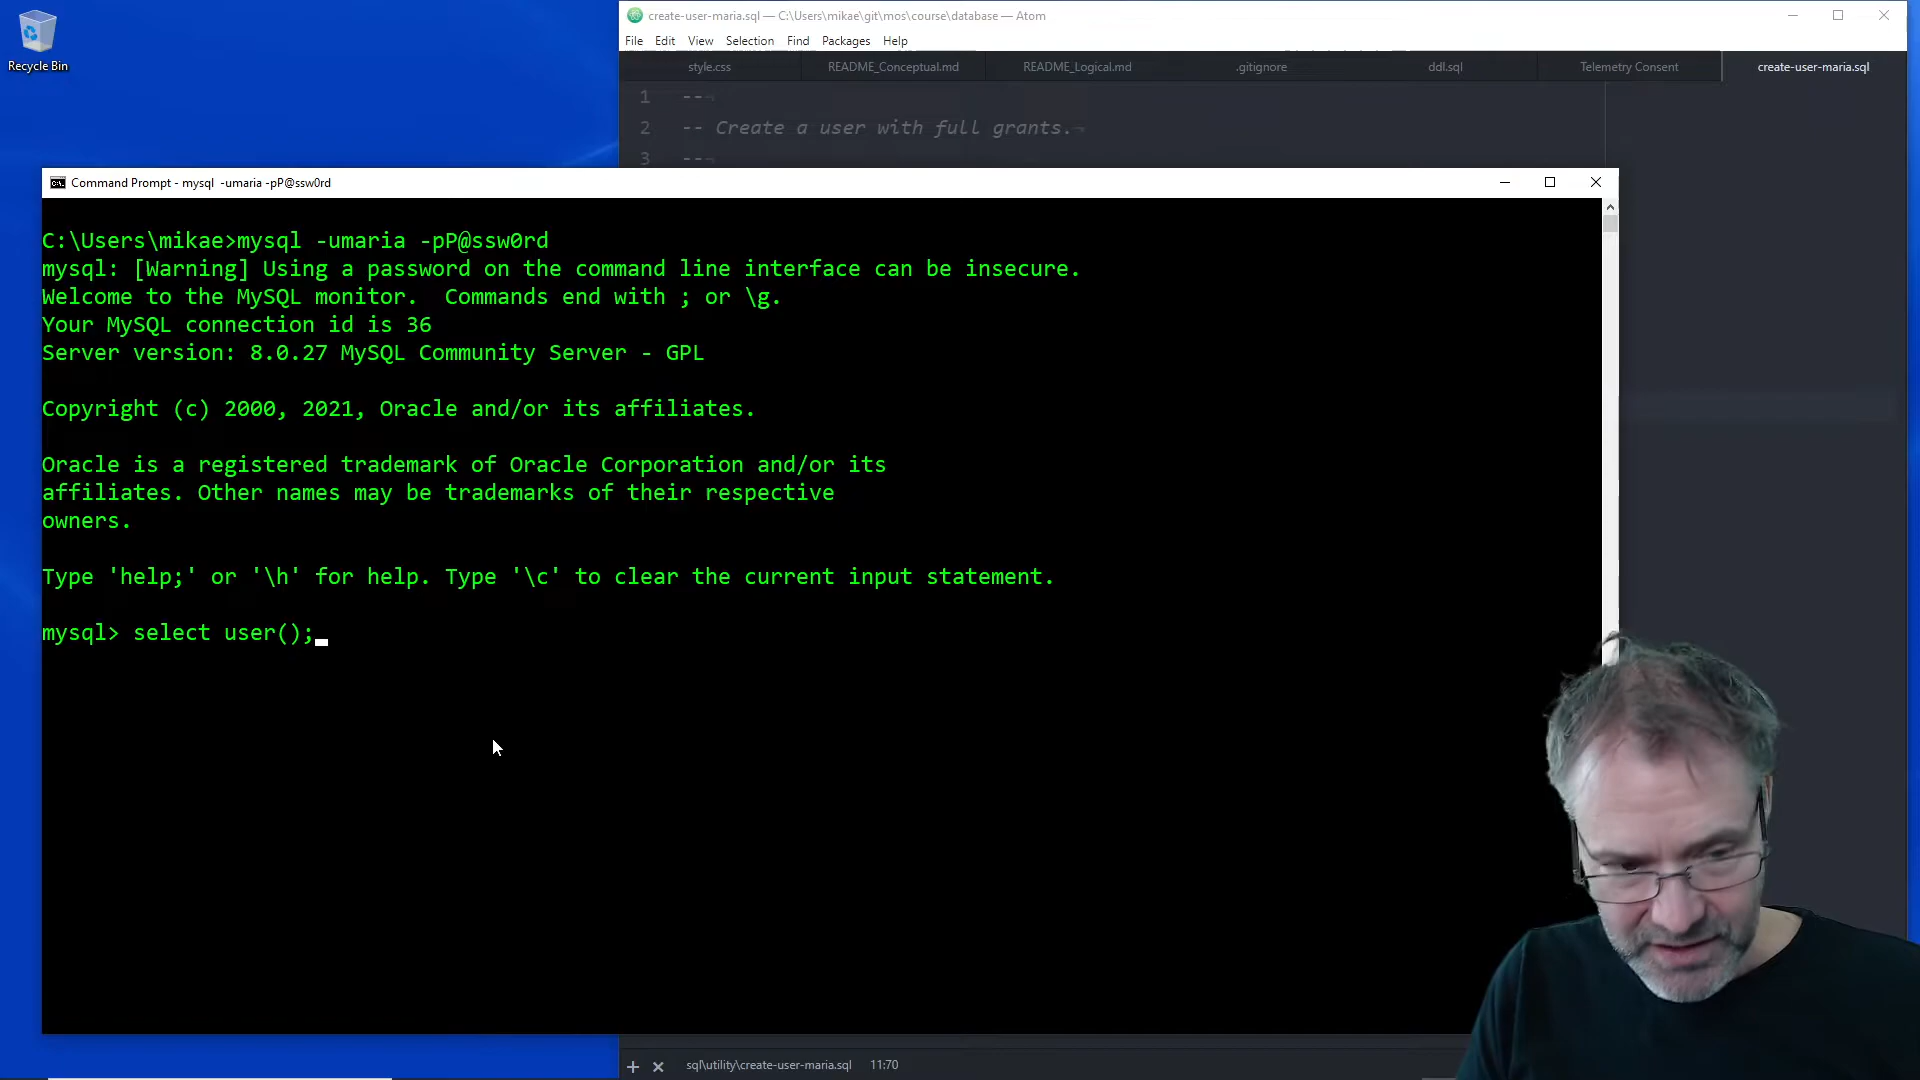 Recycle Bin
create-user-maria.sql — C:\Users\mikae\git\mos\course\database — Atom
File Edit View Selection Find Packages Help
style.css README_Conceptual.md README_Logical.md .gitignore ddl.sql Telemetry Consent create-user-maria.sql
1 --¬
2 -- Create a user with full grants.¬
3 --¬
Command Prompt - mysql -umaria -pP@ssw0rd
C:\Users\mikae>mysql -umaria -pP@ssw0rd
mysql: [Warning] Using a password on the command line interface can be insecure.
Welcome to the MySQL monitor.  Commands end with ; or \g.
Your MySQL connection id is 36
Server version: 8.0.27 MySQL Community Server - GPL
Copyright (c) 2000, 2021, Oracle and/or its affiliates.
Oracle is a registered trademark of Oracle Corporation and/or its
affiliates. Other names may be trademarks of their respective
owners.
Type 'help;' or '\h' for help. Type '\c' to clear the current input statement.
mysql> select user();
sql\utility\create-user-maria.sql 11:70